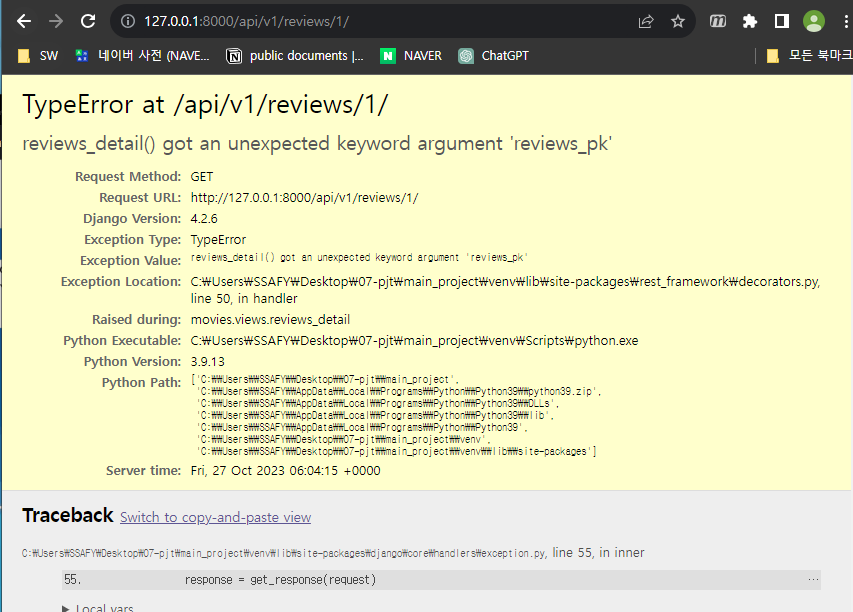 127.0.0.1:8000/api/v1/reviews/1/
SW 네이버 사전 (NAVE... public documents |... NAVER ChatGPT 모든 북마크
TypeError at /api/v1/reviews/1/
reviews_detail() got an unexpected keyword argument 'reviews_pk'
Request Method: GET
Request URL: http://127.0.0.1:8000/api/v1/reviews/1/
Django Version: 4.2.6
Exception Type: TypeError
Exception Value: reviews_detail() got an unexpected keyword argument 'reviews_pk'
Exception Location: C:₩Users₩SSAFY₩Desktop₩07-pjt₩main_project₩venv₩lib₩site-packages₩rest_framework₩decorators.py,
line 50, in handler
Raised during: movies.views.reviews_detail
Python Executable: C:₩Users₩SSAFY₩Desktop₩07-pjt₩main_project₩venv₩Scripts₩python.exe
Python Version: 3.9.13
Python Path: ['C:₩₩Users₩₩SSAFY₩₩Desktop₩₩07-pjt₩₩main_project',
'C:₩₩Users₩₩SSAFY₩₩AppData₩₩Local₩₩Programs₩₩Python₩₩Python39₩₩python39.zip',
'C:₩₩Users₩₩SSAFY₩₩AppData₩₩Local₩₩Programs₩₩Python₩₩Python39₩₩DLLs',
'C:₩₩Users₩₩SSAFY₩₩AppData₩₩Local₩₩Programs₩₩Python₩₩Python39₩₩lib',
'C:₩₩Users₩₩SSAFY₩₩AppData₩₩Local₩₩Programs₩₩Python₩₩Python39',
'C:₩₩Users₩₩SSAFY₩₩Desktop₩₩07-pjt₩₩main_project₩₩venv',
'C:₩₩Users₩₩SSAFY₩₩Desktop₩₩07-pjt₩₩main_project₩₩venv₩₩lib₩₩site-packages']
Server time: Fri, 27 Oct 2023 06:04:15 +0000
Traceback Switch to copy-and-paste view
C:₩Users₩SSAFY₩Desktop₩07-pjt₩main_project₩venv₩lib₩site-packages₩django₩core₩handlers₩exception.py, line 55, in inner
55. response = get_response(request) ...
▶ Local vars